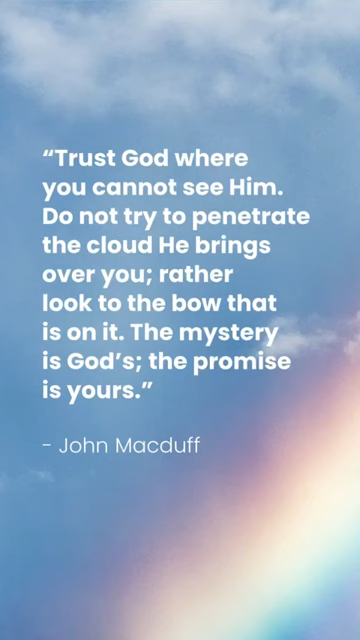 “Trust God where
you cannot see Him.
Do not try to penetrate
the cloud He brings
over you; rather
look to the bow that
is on it. The mystery
is God’s; the promise
is yours.”
- John Macduff